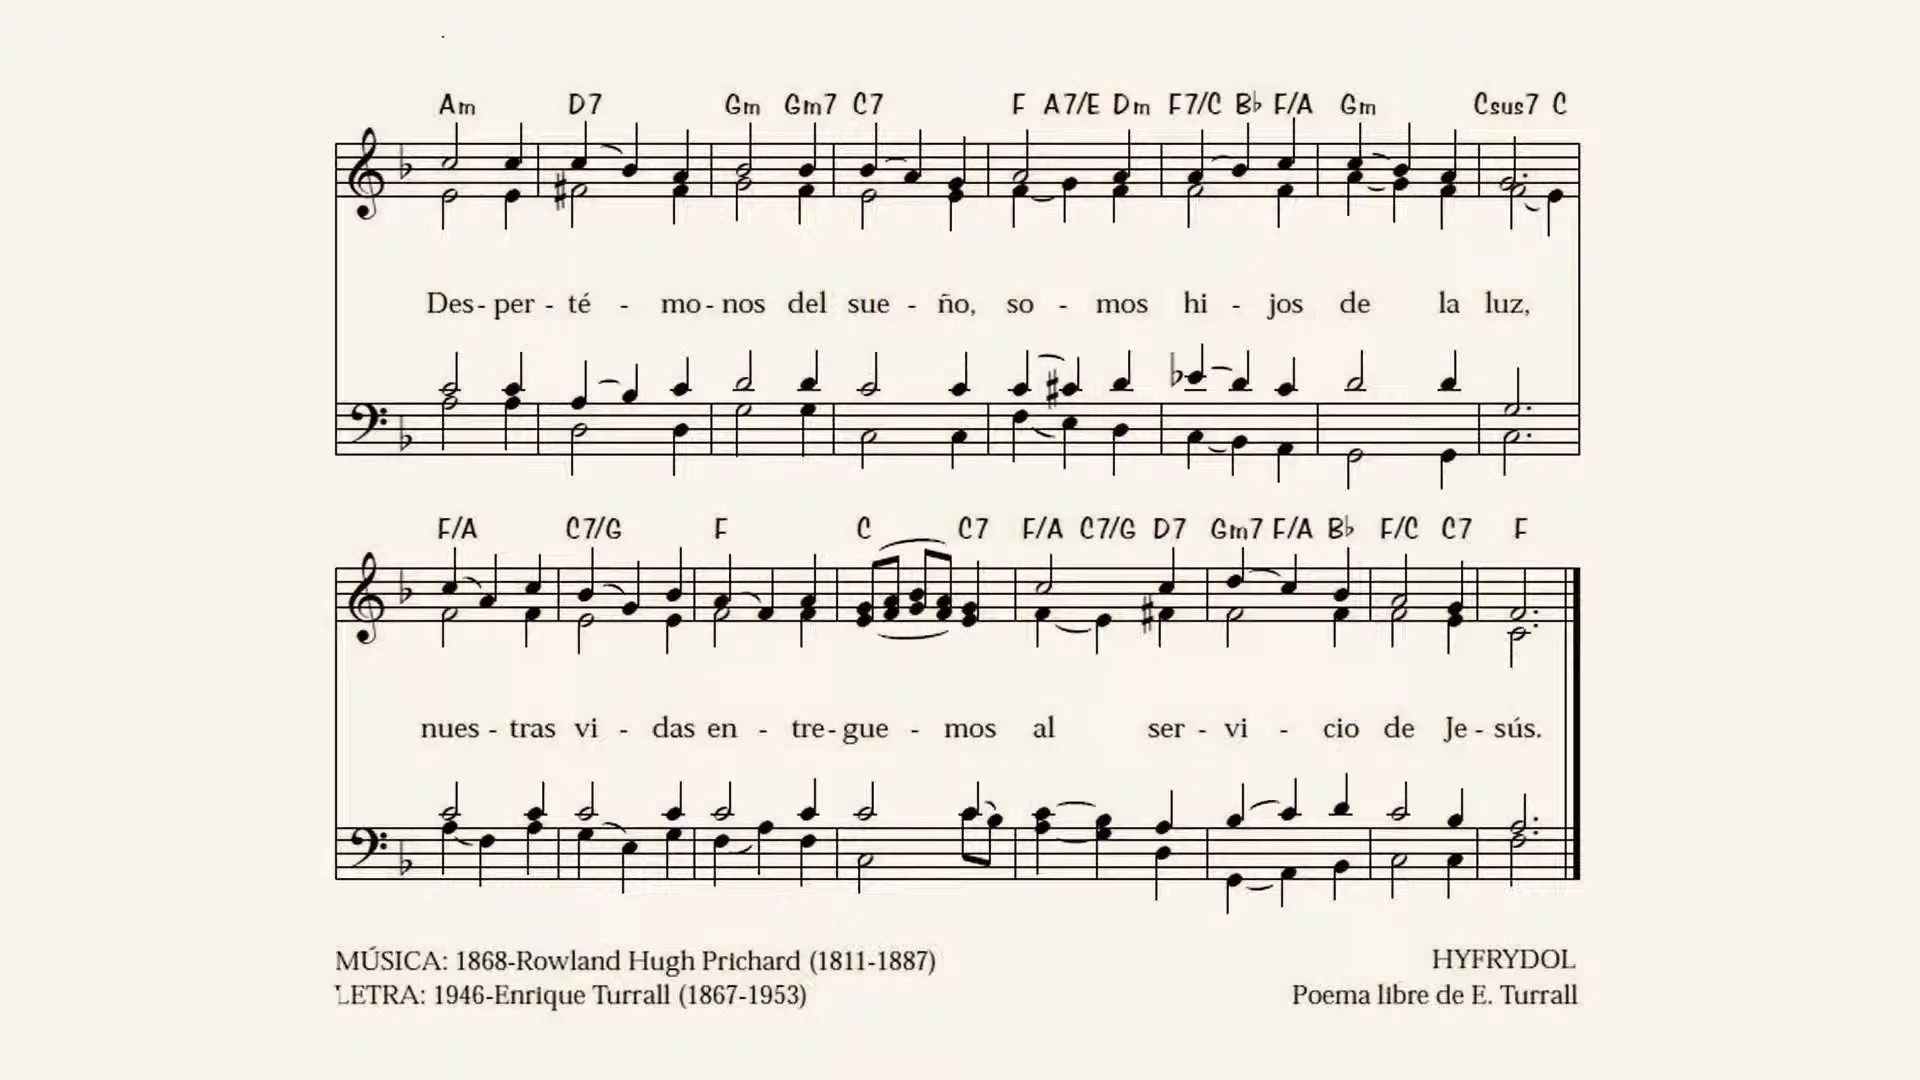 Am D7 Gm Gm7 C7 F A7/E Dm F7/C B♭ F/A Gm Csus7 C
Des- per - té - mo - nos del sue - ño, so - mos hi - jos de la luz,
F/A C7/G F C C7 F/A C7/G D7 Gm7 F/A B♭ F/C C7 F
nues - tras vi - das en - tre- gue - mos al ser - vi - cio de Je - sús.
MÚSICA: 1868-Rowland Hugh Prichard (1811-1887)
HYFRYDOL
LETRA: 1946-Enrique Turrall (1867-1953)
Poema libre de E. Turrall